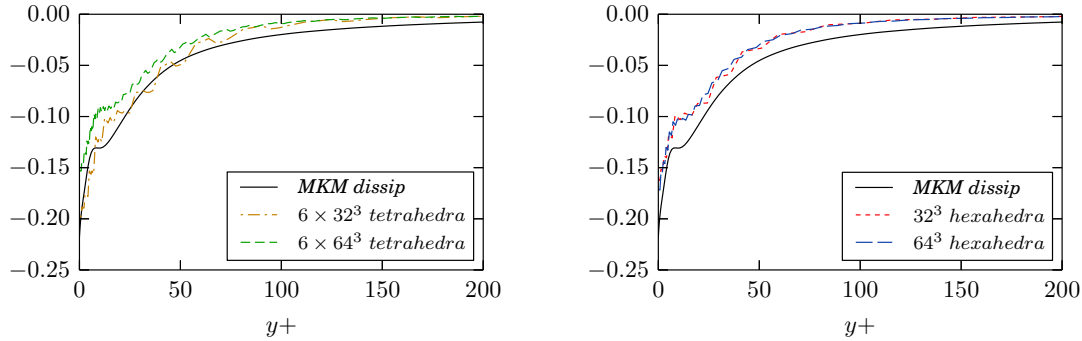 0.00
−0.05
−0.10
−0.15
−0.20
−0.25
0 50 100 150 200
y+
MKM dissip
6 × 32³ tetrahedra
6 × 64³ tetrahedra
0.00
−0.05
−0.10
−0.15
−0.20
−0.25
0 50 100 150 200
y+
MKM dissip
32³ hexahedra
64³ hexahedra